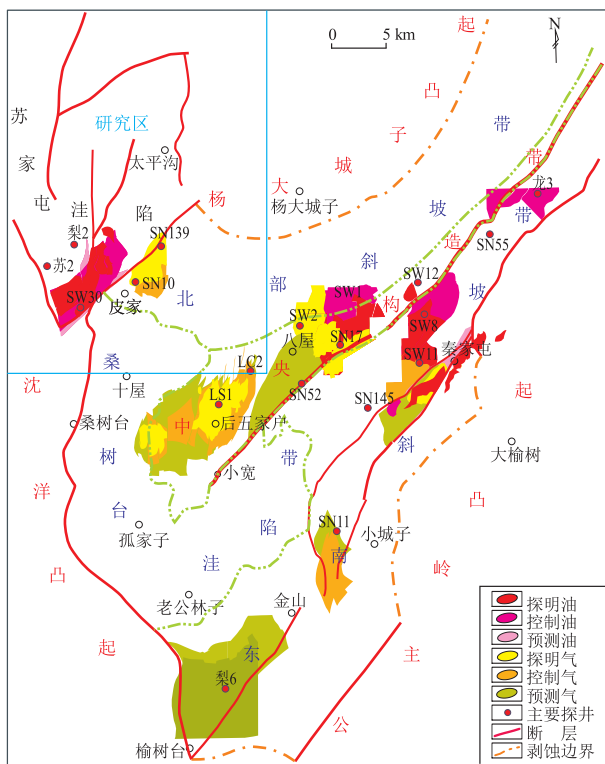 0 5 km
N
起
凸
子
城
大
杨
苏
家
屯
洼
陷
研究区
太平沟
杨大城子
带
坡
斜
部
北
带
造
构
央
中
龙3
带
坡
斜
南
东
梨2
SN139
苏2
SN10
SW30
皮家
SN55
SW12
SW1
SW2
八屋
SN17
SW8
SW11
秦家屯
LC2
SN52
SN145
十屋
LS1
后五家户
桑树台
小宽
大榆树
沈
洋
凸
起
桑
树
台
洼
陷
带
孤家子
SN11
小城子
老公林子
金山
梨6
榆树台
起
凸
岭
主
公
探明油
控制油
预测油
探明气
控制气
预测气
主要探井
断 层
剥蚀边界